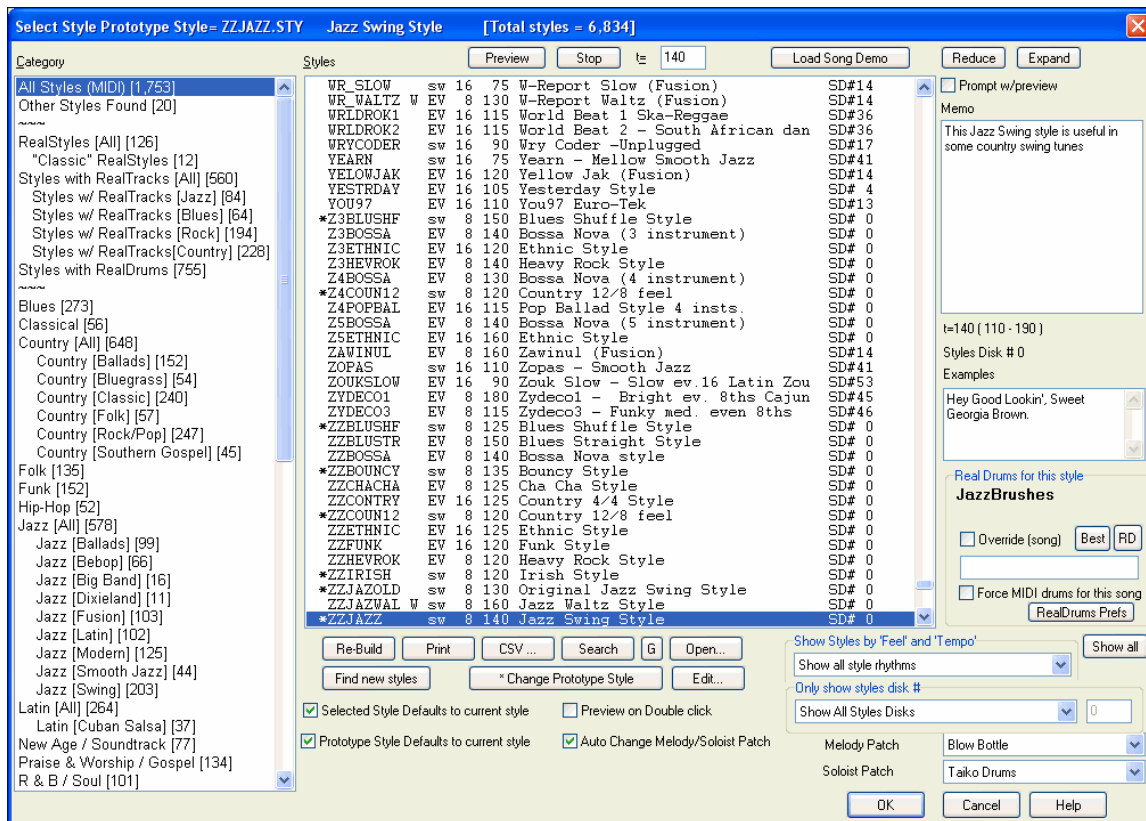 Select Style Prototype Style= ZZJAZZ.STY Jazz Swing Style [Total styles = 6,834]
Category
All Styles (MIDI) [1,753]
Other Styles Found [20]
~~~
RealStyles [All] [126]
"Classic" RealStyles [12]
Styles with RealTracks [All] [560]
Styles w/ RealTracks [Jazz] [84]
Styles w/ RealTracks [Blues] [64]
Styles w/ RealTracks [Rock] [194]
Styles w/ RealTracks[Country] [228]
Styles with RealDrums [755]
~~~
Blues [273]
Classical [56]
Country [All] [648]
Country [Ballads] [152]
Country [Bluegrass] [54]
Country [Classic] [240]
Country [Folk] [57]
Country [Rock/Pop] [247]
Country [Southern Gospel] [45]
Folk [135]
Funk [152]
Hip-Hop [52]
Jazz [All] [578]
Jazz [Ballads] [99]
Jazz [Bebop] [66]
Jazz [Big Band] [16]
Jazz [Dixieland] [11]
Jazz [Fusion] [103]
Jazz [Latin] [102]
Jazz [Modern] [125]
Jazz [Smooth Jazz] [44]
Jazz [Swing] [203]
Latin [All] [264]
Latin [Cuban Salsa] [37]
New Age / Soundtrack [77]
Praise & Worship / Gospel [134]
R & B / Soul [101]
Styles Preview Stop t= 140 Load Song Demo
WR_SLOW sw 16 75 W-Report Slow (Fusion) SD#14
WR_WALTZ W EV 8 130 W-Report Waltz (Fusion) SD#14
WRLDROK1 EV 16 115 World Beat 1 Ska-Reggae SD#36
WRLDROK2 EV 16 115 World Beat 2 - South African dan SD#36
WRYCODER sw 16 90 Wry Coder -Unplugged SD#17
YEARN sw 16 75 Yearn - Mellow Smooth Jazz SD#41
YELOWJAK EV 16 120 Yellow Jak (Fusion) SD#14
YESTRDAY EV 16 105 Yesterday Style SD# 4
YOU97 EV 16 110 You97 Euro-Tek SD#13
*Z3BLUSHF sw 8 150 Blues Shuffle Style SD# 0
Z3BOSSA EV 8 140 Bossa Nova (3 instrument) SD# 0
Z3ETHNIC EV 16 120 Ethnic Style SD# 0
Z3HEVROK EV 8 140 Heavy Rock Style SD# 0
Z4BOSSA EV 8 130 Bossa Nova (4 instrument) SD# 0
*Z4COUN12 sw 8 120 Country 12/8 feel SD# 0
Z4POPBAL EV 16 115 Pop Ballad Style 4 insts. SD# 0
Z5BOSSA EV 8 140 Bossa Nova (5 instrument) SD# 0
Z5ETHNIC EV 16 160 Ethnic Style SD# 0
ZAWINUL EV 8 160 Zawinul (Fusion) SD#14
ZOPAS sw 16 110 Zopas - Smooth Jazz SD#41
ZOUKSLOW EV 16 90 Zouk Slow - Slow ev.16 Latin Zou SD#53
ZYDECO1 EV 8 180 Zydeco1 - Bright ev. 8ths Cajun SD#45
ZYDECO3 EV 8 115 Zydeco3 - Funky med. even 8ths SD#46
*ZZBLUSHF sw 8 125 Blues Shuffle Style SD# 0
ZZBLUSTR EV 8 150 Blues Straight Style SD# 0
ZZBOSSA EV 8 140 Bossa Nova style SD# 0
*ZZBOUNCY sw 8 135 Bouncy Style SD# 0
ZZCHACHA EV 8 125 Cha Cha Style SD# 0
ZZCONTRY EV 16 125 Country 4/4 Style SD# 0
*ZZCOUN12 sw 8 120 Country 12/8 feel SD# 0
ZZETHNIC EV 16 125 Ethnic Style SD# 0
ZZFUNK EV 16 120 Funk Style SD# 0
ZZHEVROK EV 8 120 Heavy Rock Style SD# 0
*ZZIRISH sw 8 120 Irish Style SD# 0
*ZZJAZOLD sw 8 130 Original Jazz Swing Style SD# 0
ZZJAZWAL W sw 8 160 Jazz Waltz Style SD# 0
*ZZJAZZ sw 8 140 Jazz Swing Style SD# 0
Re-Build Print CSV ... Search G Open...
Find new styles * Change Prototype Style Edit...
Selected Style Defaults to current style Preview on Double click
Prototype Style Defaults to current style Auto Change Melody/Soloist Patch
Reduce Expand
Prompt w/preview
Memo
This Jazz Swing style is useful in
some country swing tunes
t=140 ( 110 - 190 )
Styles Disk # 0
Examples
Hey Good Lookin', Sweet
Georgia Brown.
Real Drums for this style
JazzBrushes
Override (song) Best RD
Force MIDI drums for this song
RealDrums Prefs
Show Styles by 'Feel' and 'Tempo' Show all
Show all style rhythms
Only show styles disk #
Show All Styles Disks 0
Melody Patch Blow Bottle
Soloist Patch Taiko Drums
OK Cancel Help